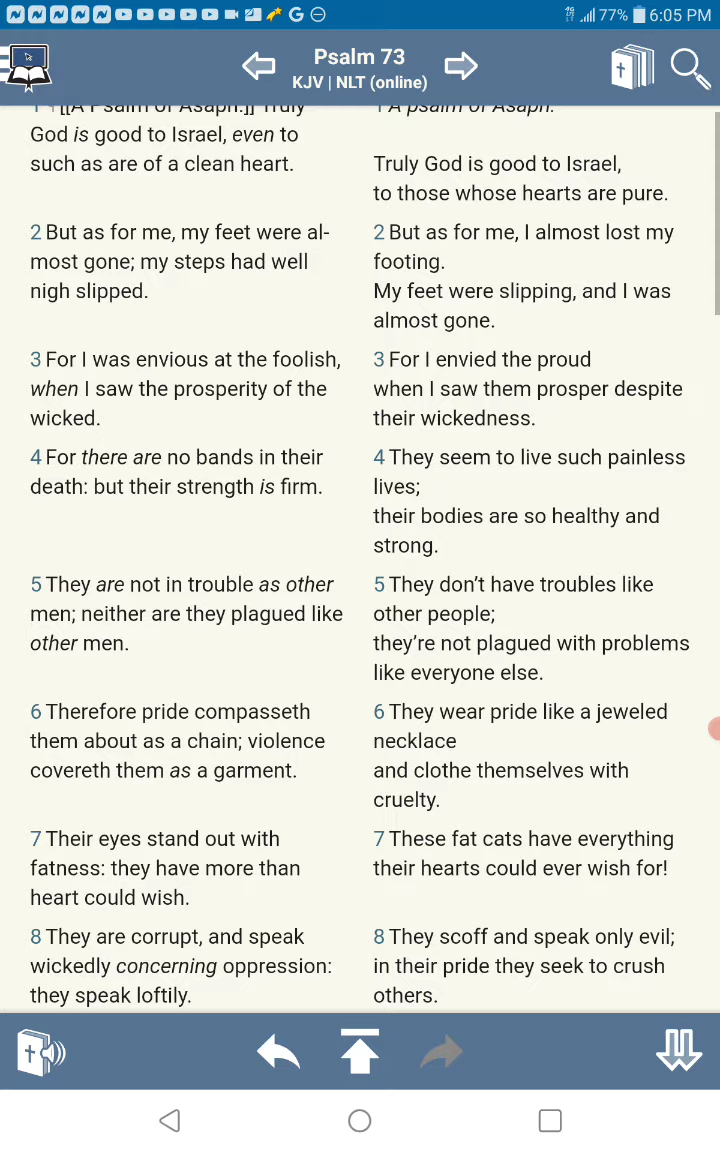 77% 6:05 PM
Psalm 73
KJV | NLT (online)
1 [[A Psalm of Asaph.]] Truly
God is good to Israel, even to
such as are of a clean heart.
2 But as for me, my feet were al-
most gone; my steps had well
nigh slipped.
3 For I was envious at the foolish,
when I saw the prosperity of the
wicked.
4 For there are no bands in their
death: but their strength is firm.
5 They are not in trouble as other
men; neither are they plagued like
other men.
6 Therefore pride compasseth
them about as a chain; violence
covereth them as a garment.
7 Their eyes stand out with
fatness: they have more than
heart could wish.
8 They are corrupt, and speak
wickedly concerning oppression:
they speak loftily.
1 A psalm of Asaph.
Truly God is good to Israel,
to those whose hearts are pure.
2 But as for me, I almost lost my
footing.
My feet were slipping, and I was
almost gone.
3 For I envied the proud
when I saw them prosper despite
their wickedness.
4 They seem to live such painless
lives;
their bodies are so healthy and
strong.
5 They don’t have troubles like
other people;
they’re not plagued with problems
like everyone else.
6 They wear pride like a jeweled
necklace
and clothe themselves with
cruelty.
7 These fat cats have everything
their hearts could ever wish for!
8 They scoff and speak only evil;
in their pride they seek to crush
others.